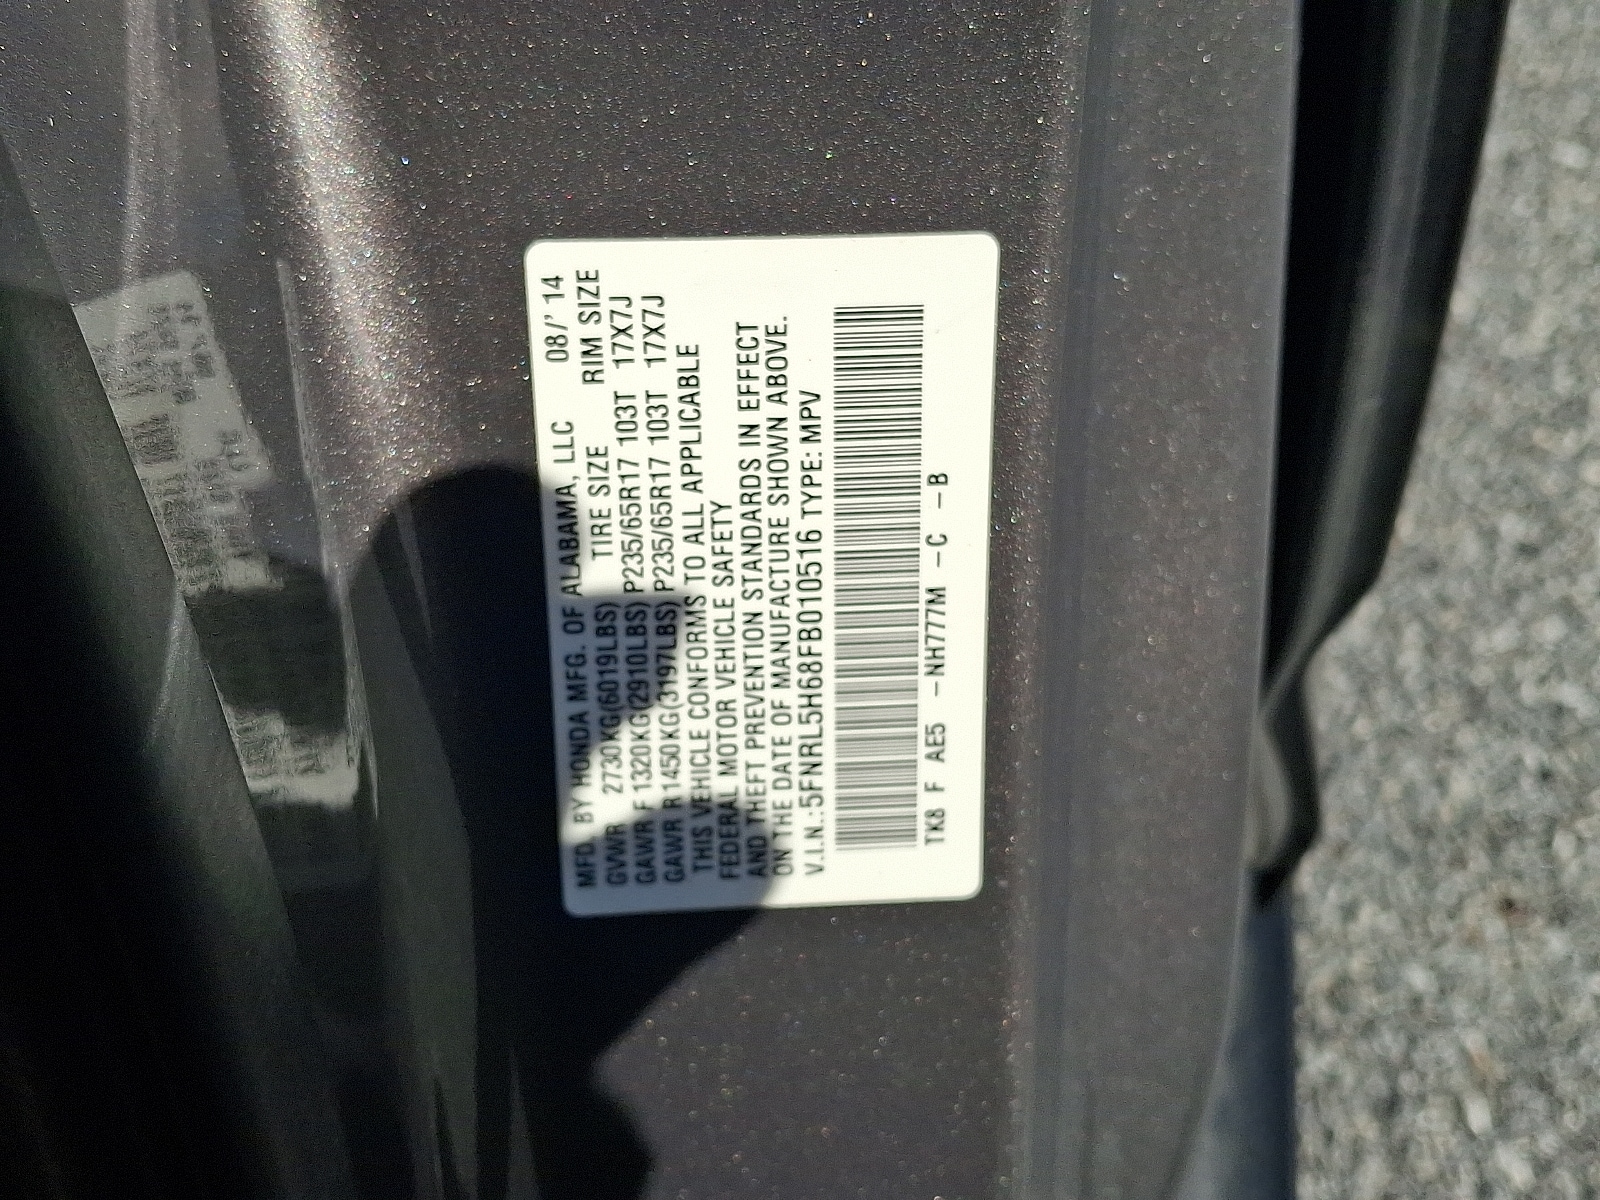 MFD. BY HONDA MFG. OF ALABAMA, LLC 08/' 14
GVWR 2730KG(6019LBS) TIRE SIZE RIM SIZE
GAWR F 1320KG(2910LBS) P235/65R17 103T 17X7J
GAWR R 1450KG(3197LBS) P235/65R17 103T 17X7J
THIS VEHICLE CONFORMS TO ALL APPLICABLE
FEDERAL MOTOR VEHICLE SAFETY
AND THEFT PREVENTION STANDARDS IN EFFECT
ON THE DATE OF MANUFACTURE SHOWN ABOVE.
V.I.N.:5FNRL5H68FB010516 TYPE: MPV
TK8 F AE5 -NH777M -C -B